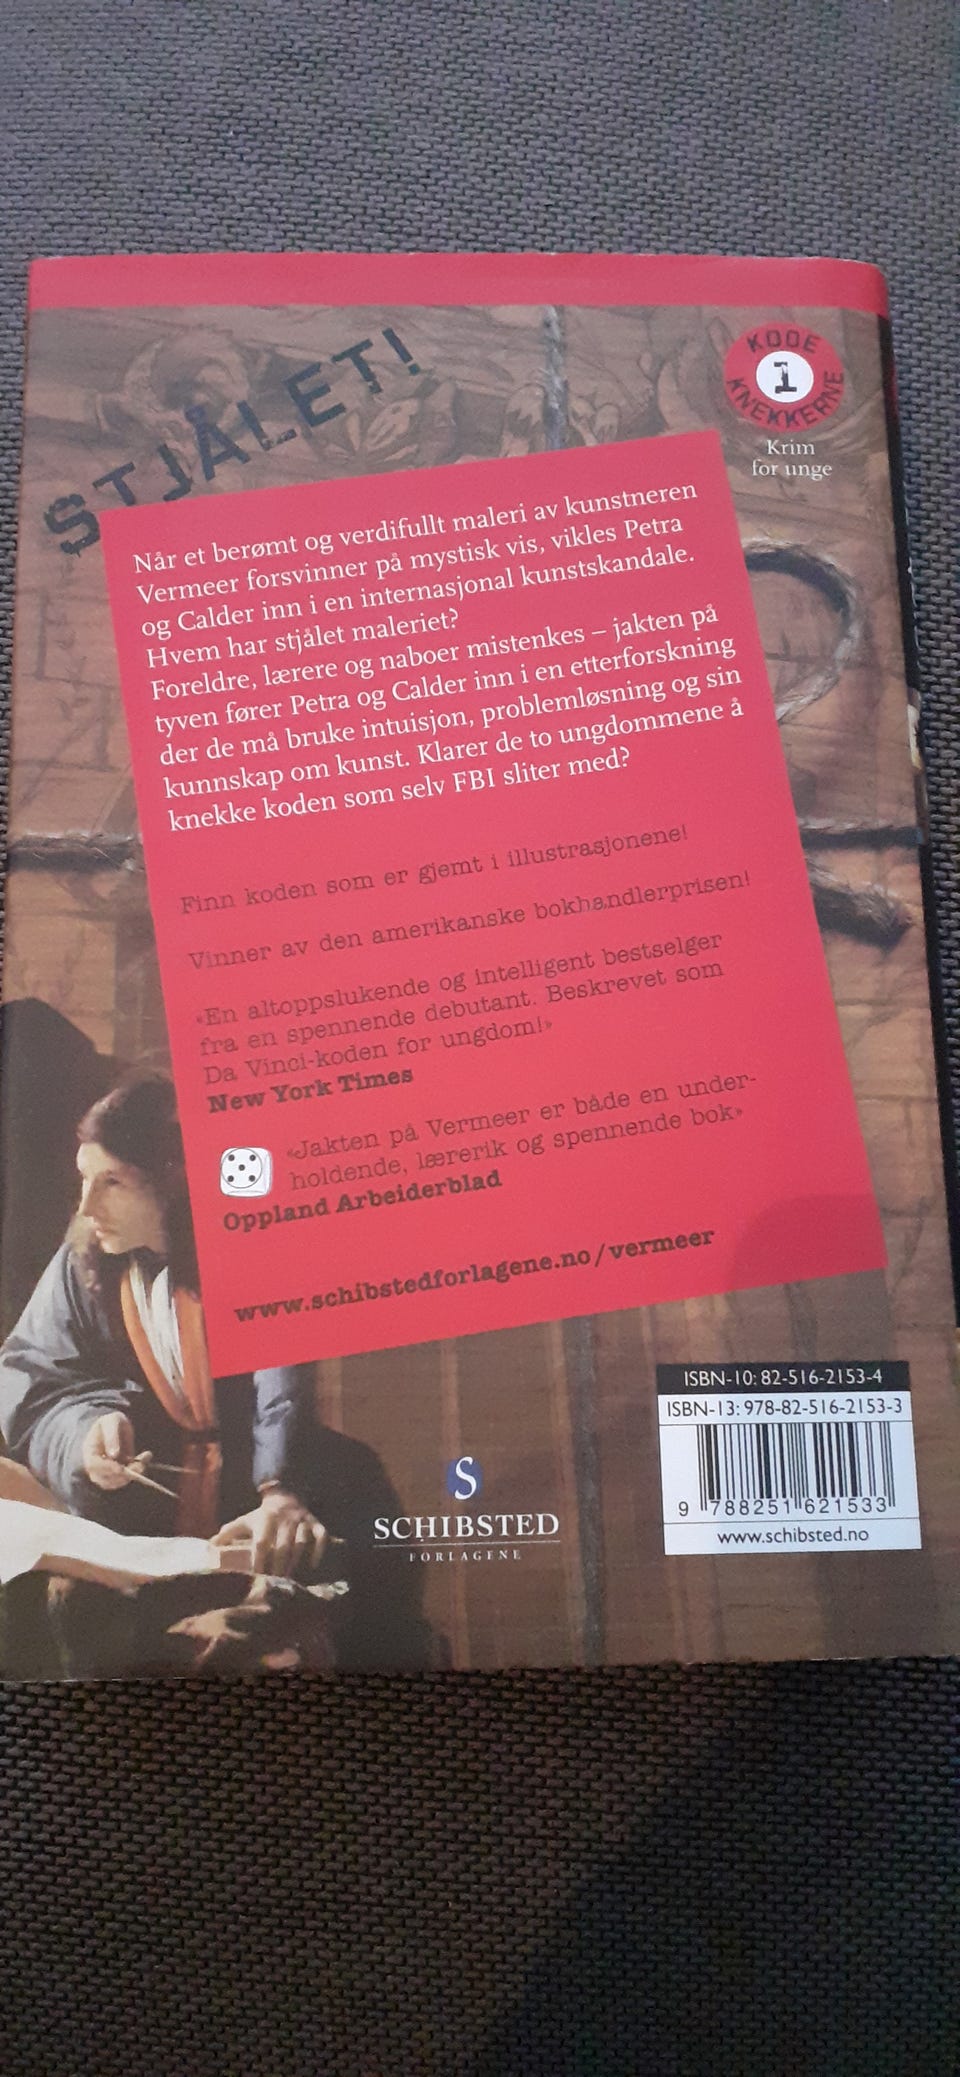 STJÅLET!
KODE
1
KNEKKERNE
Krim
for unge
Når et berømt og verdifullt maleri av kunstneren
Vermeer forsvinner på mystisk vis, vikles Petra
og Calder inn i en internasjonal kunstskandale.
Hvem har stjålet maleriet?
Foreldre, lærere og naboer mistenkes – jakten på
tyven fører Petra og Calder inn i en etterforskning
der de må bruke intuisjon, problemløsning og sin
kunnskap om kunst. Klarer de to ungdommene å
knekke koden som selv FBI sliter med?
Finn koden som er gjemt i illustrasjonene!
Vinner av den amerikanske bokhandlerprisen!
«En altoppslukende og intelligent bestselger
fra en spennende debutant. Beskrevet som
Da Vinci-koden for ungdom!»
New York Times
«Jakten på Vermeer er både en under-
holdende, lærerik og spennende bok»
Oppland Arbeiderblad
www.schibstedforlagene.no/vermeer
ISBN-10: 82-516-2153-4
ISBN-13: 978-82-516-2153-3
9 788251 621533
www.schibsted.no
S
SCHIBSTED
FORLAGENE